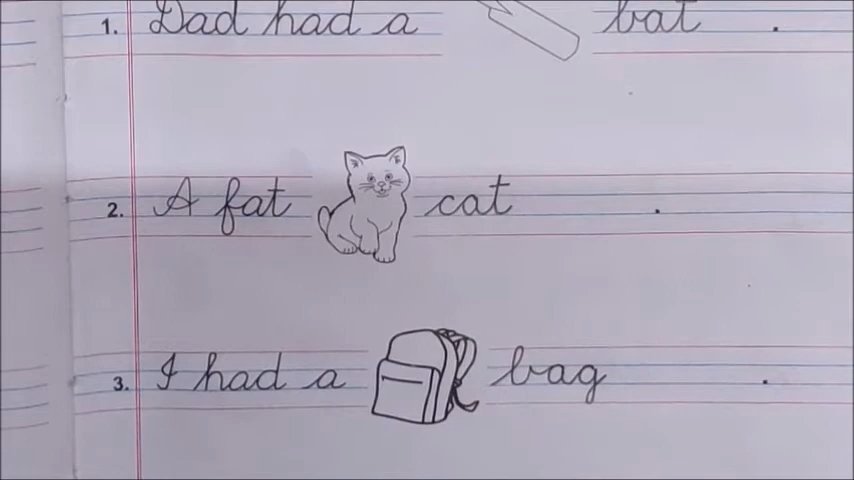 1. Dad had a bat .
2. A fat cat .
3. I had a bag .